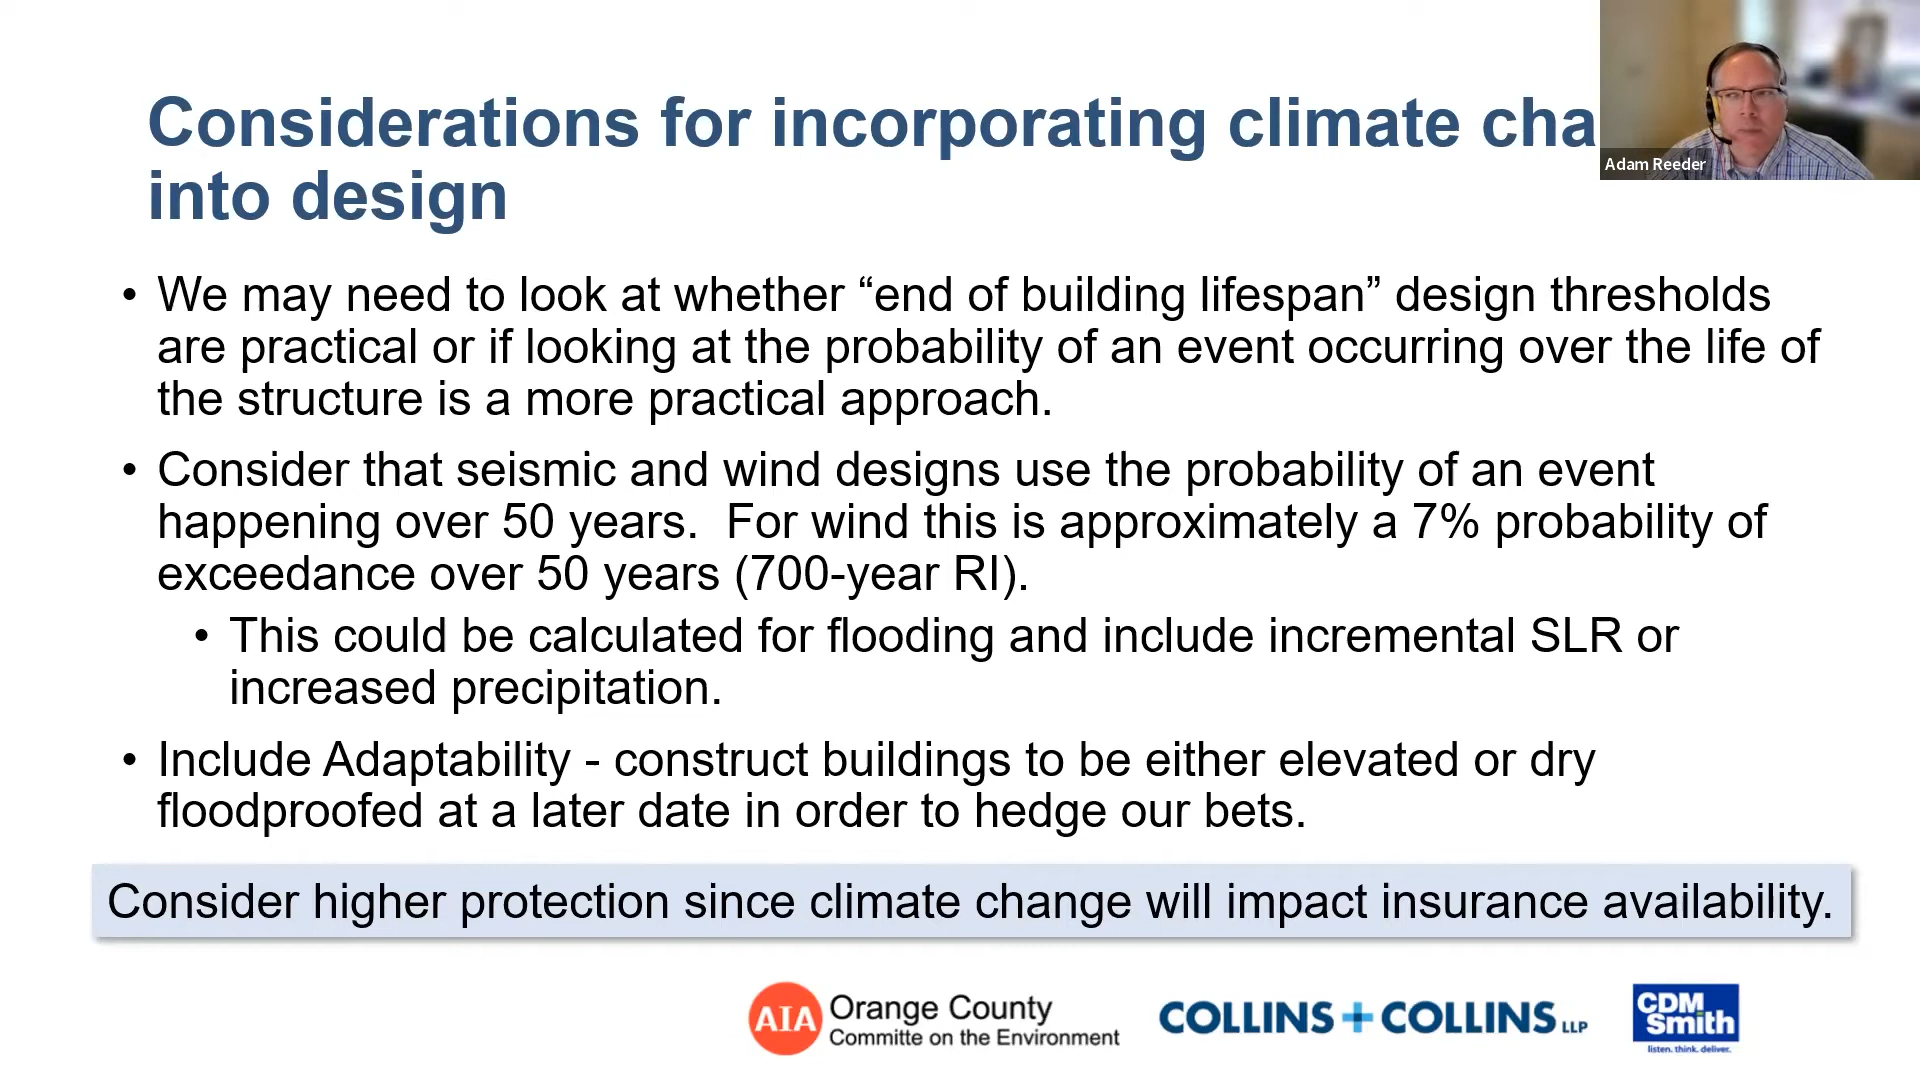 Considerations for incorporating climate cha
into design
Adam Reeder
• We may need to look at whether “end of building lifespan” design thresholds
are practical or if looking at the probability of an event occurring over the life of
the structure is a more practical approach.
• Consider that seismic and wind designs use the probability of an event
happening over 50 years.  For wind this is approximately a 7% probability of
exceedance over 50 years (700-year RI).
• This could be calculated for flooding and include incremental SLR or
increased precipitation.
• Include Adaptability - construct buildings to be either elevated or dry
floodproofed at a later date in order to hedge our bets.
Consider higher protection since climate change will impact insurance availability.
AIA Orange County
Committe on the Environment
COLLINS + COLLINS LLP
CDM
Smith
listen. think. deliver.